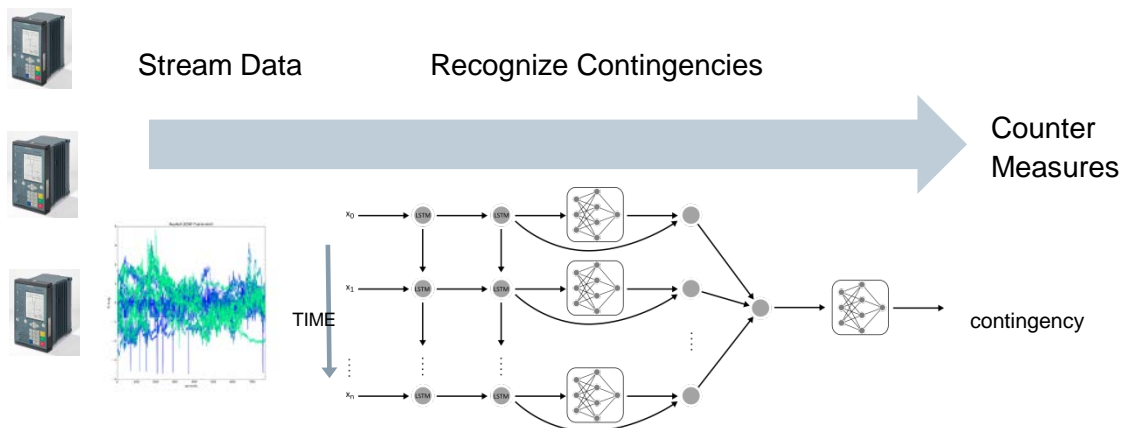 Stream Data
Recognize Contingencies
Counter
Measures
x0
LSTM
LSTM
x1
LSTM
LSTM
TIME
contingency
xn
LSTM
LSTM